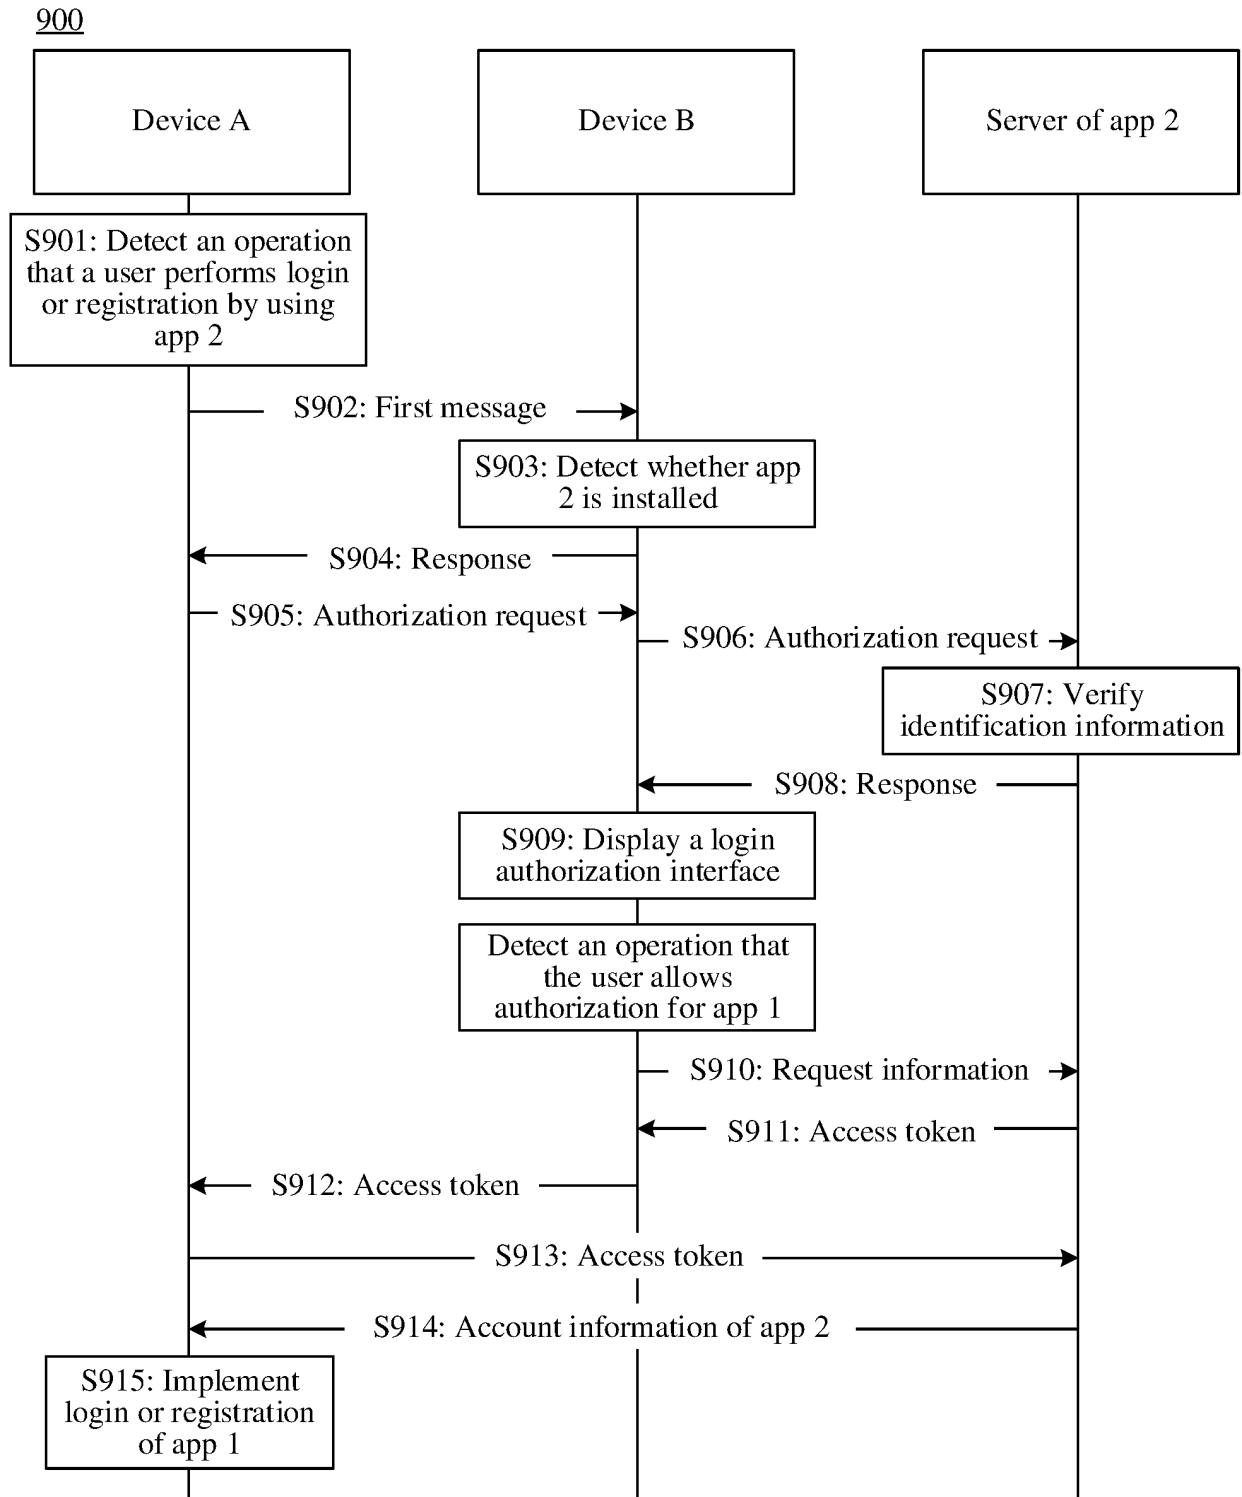 900
Device A
Device B
Server of app 2
S901: Detect an operation
that a user performs login
or registration by using
app 2
S902: First message
S903: Detect whether app
2 is installed
S904: Response
S905: Authorization request
S906: Authorization request
S907: Verify
identification information
S908: Response
S909: Display a login
authorization interface
Detect an operation that
the user allows
authorization for app 1
S910: Request information
S911: Access token
S912: Access token
S913: Access token
S914: Account information of app 2
S915: Implement
login or registration
of app 1